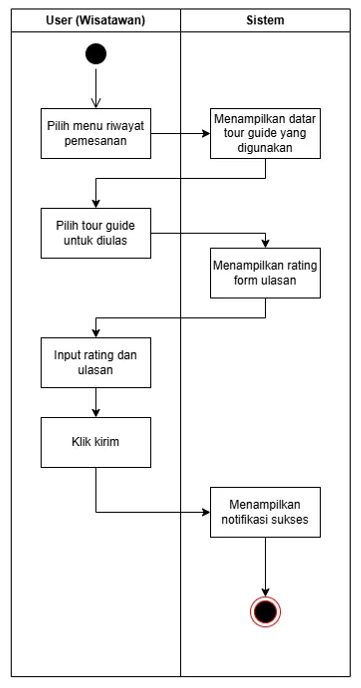 User (Wisatawan)
Sistem
Pilih menu riwayat
pemesanan
Menampilkan datar
tour guide yang
digunakan
Pilih tour guide
untuk diulas
Menampilkan rating
form ulasan
Input rating dan
ulasan
Klik kirim
Menampilkan
notifikasi sukses